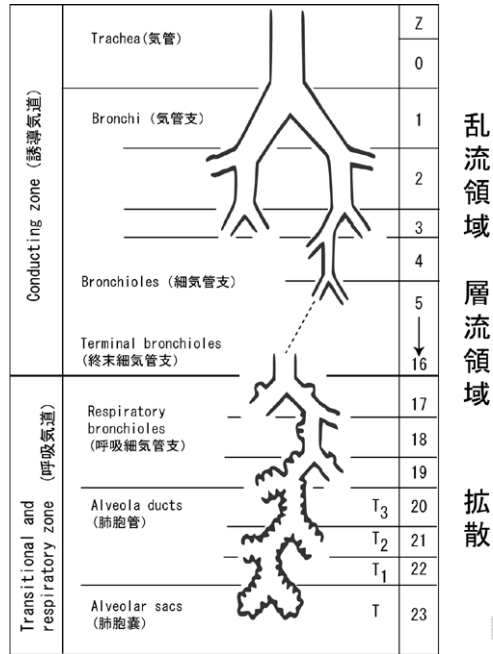 Z
Trachea(気管)
0
Bronchi (気管支)
1
2
3
4
Bronchioles (細気管支)
5
Terminal bronchioles
(終末細気管支)
16
Conducting zone (誘導気道)
Respiratory
bronchioles
(呼吸細気管支)
17
18
19
Alveola ducts
(肺胞管)
T3 20
T2 21
T1 22
Alveolar sacs
(肺胞嚢)
T 23
Transitional and
respiratory zone (呼吸気道)
乱流領域
層流領域
拡散